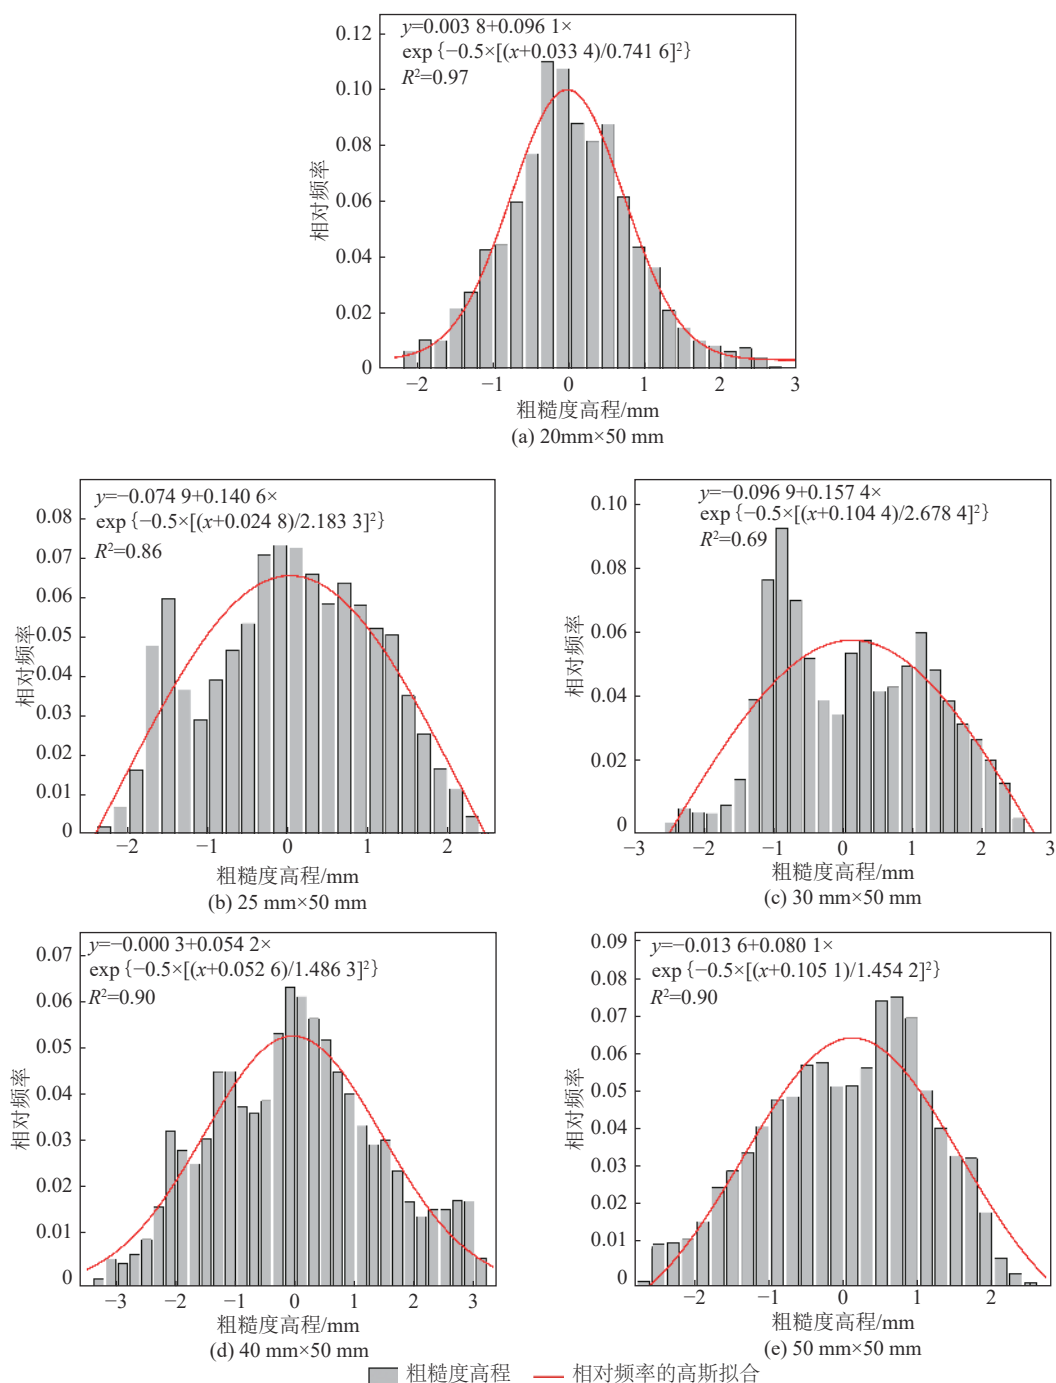 y=0.003 8+0.096 1×
exp{−0.5×[(x+0.033 4)/0.741 6]²}
R²=0.97
0.12
0.10
0.08
0.06
0.04
0.02
0
相对频率
−2 −1 0 1 2 3
粗糙度高程/mm
(a) 20mm×50 mm
y=−0.074 9+0.140 6×
exp{−0.5×[(x+0.024 8)/2.183 3]²}
R²=0.86
0.08
0.07
0.06
0.05
0.04
0.03
0.02
0.01
0
相对频率
−2 −1 0 1 2
粗糙度高程/mm
(b) 25 mm×50 mm
y=−0.096 9+0.157 4×
exp{−0.5×[(x+0.104 4)/2.678 4]²}
R²=0.69
0.10
0.08
0.06
0.04
0.02
0
相对频率
−3 −2 −1 0 1 2 3
粗糙度高程/mm
(c) 30 mm×50 mm
y=−0.000 3+0.054 2×
exp{−0.5×[(x+0.052 6)/1.486 3]²}
R²=0.90
0.07
0.06
0.05
0.04
0.03
0.02
0.01
0
相对频率
−3 −2 −1 0 1 2 3
粗糙度高程/mm
(d) 40 mm×50 mm
y=−0.013 6+0.080 1×
exp{−0.5×[(x+0.105 1)/1.454 2]²}
R²=0.90
0.09
0.08
0.07
0.06
0.05
0.04
0.03
0.02
0.01
0
相对频率
−2 −1 0 1 2
粗糙度高程/mm
(e) 50 mm×50 mm
粗糙度高程 相对频率的高斯拟合